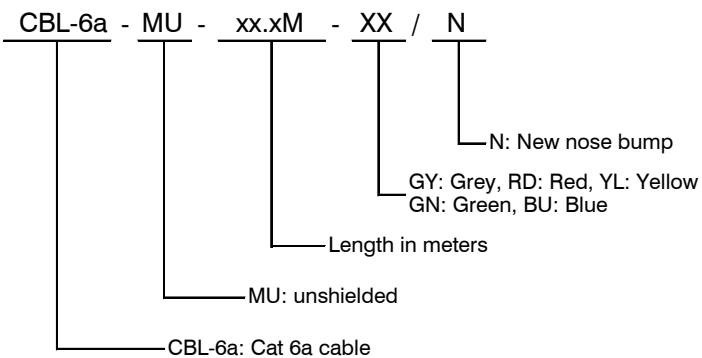 CBL-6a - MU - xx.xM - XX / N
N: New nose bump
GY: Grey, RD: Red, YL: Yellow
GN: Green, BU: Blue
Length in meters
MU: unshielded
CBL-6a: Cat 6a cable